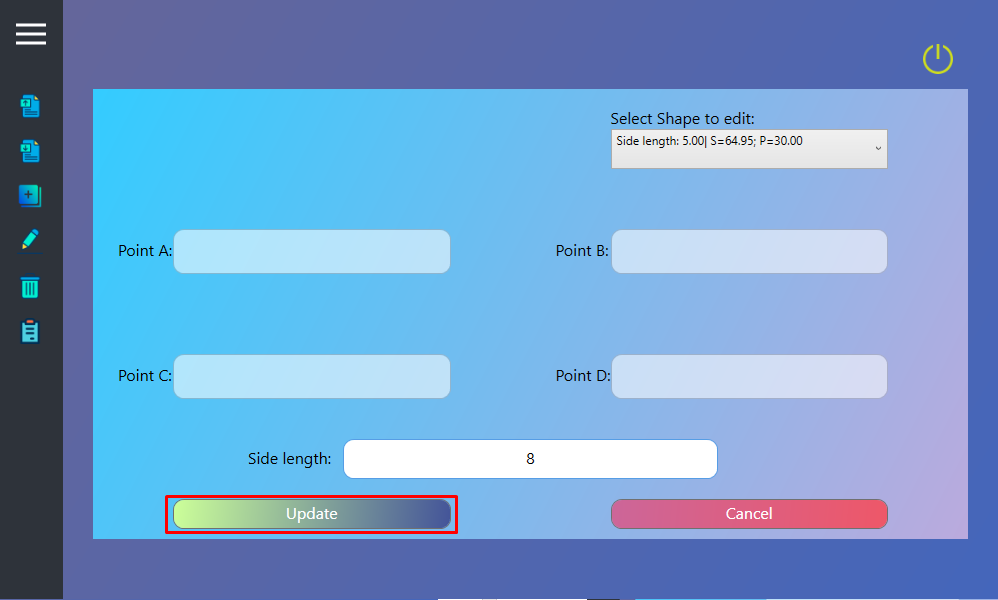 Select Shape to edit:
Side length: 5.00| S=64.95; P=30.00
Point A:
Point B:
Point C:
Point D:
Side length:
8
Update
Cancel